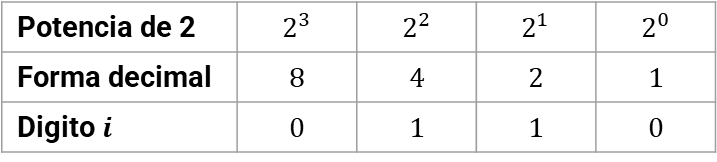 Potencia de 2 2³ 2² 2¹ 2⁰
Forma decimal 8 4 2 1
Digito i 0 1 1 0